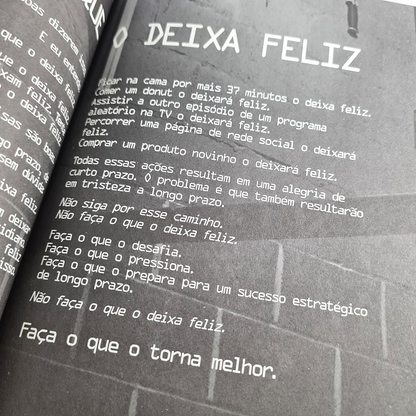 O DEIXA FELIZ
Ficar na cama por mais 37 minutos o deixa feliz.
Comer um donut o deixará feliz.
Assistir a outro episódio de um programa
aleatório na TV o deixará feliz.
Percorrer uma página de rede social o deixará
feliz.
Comprar um produto novinho o deixará feliz.
Todas essas ações resultam em uma alegria de
curto prazo. O problema é que também resultarão
em tristeza a longo prazo.
Não siga por esse caminho.
Não faça o que o deixa feliz.
Faça o que o desafia.
Faça o que o pressiona.
Faça o que o prepara para um sucesso estratégico
de longo prazo.
Não faça o que o deixa feliz.
Faça o que o torna melhor.